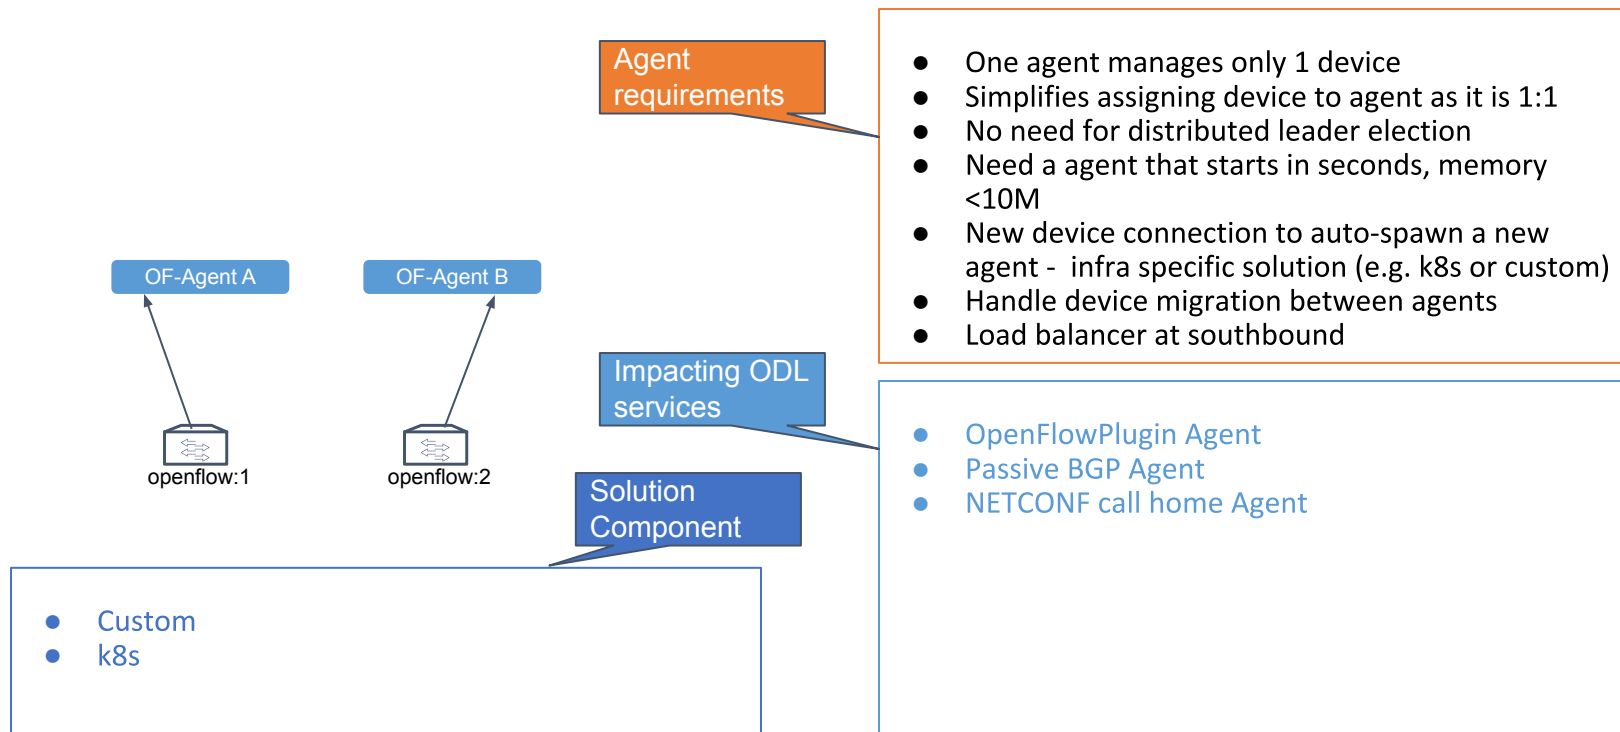 Agent
requirements
● One agent manages only 1 device
● Simplifies assigning device to agent as it is 1:1
● No need for distributed leader election
● Need a agent that starts in seconds, memory
<10M
● New device connection to auto-spawn a new
agent - infra specific solution (e.g. k8s or custom)
● Handle device migration between agents
● Load balancer at southbound
OF-Agent A
OF-Agent B
openflow:1
openflow:2
Impacting ODL
services
● OpenFlowPlugin Agent
● Passive BGP Agent
● NETCONF call home Agent
Solution
Component
● Custom
● k8s